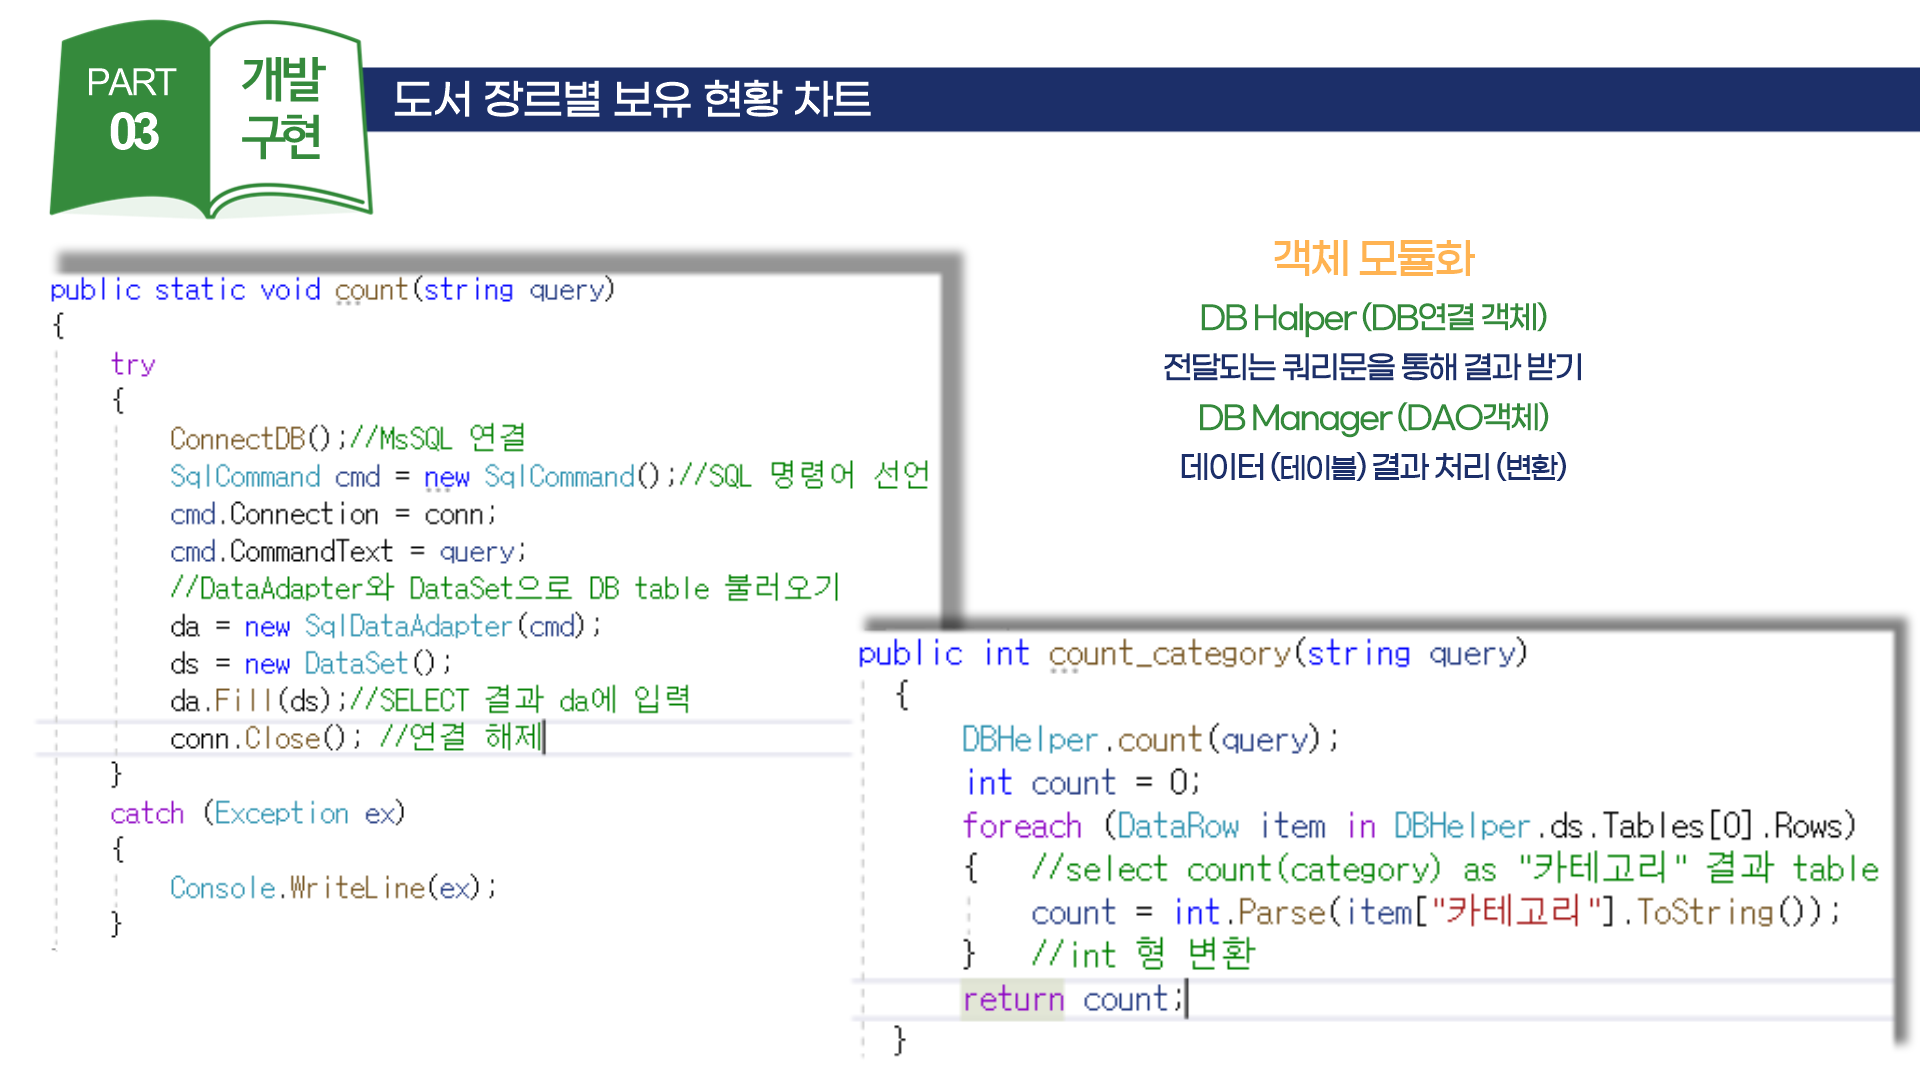 PART
03
개발
구현
도서 장르별 보유 현황 차트
public static void count(string query)
{
try
{
ConnectDB();//MsSQL 연결
SqlCommand cmd = new SqlCommand();//SQL 명령어 선언
cmd.Connection = conn;
cmd.CommandText = query;
//DataAdapter와 DataSet으로 DB table 불러오기
da = new SqlDataAdapter(cmd);
ds = new DataSet();
da.Fill(ds);//SELECT 결과 da에 입력
conn.Close(); //연결 해제
}
catch (Exception ex)
{
Console.WriteLine(ex);
}
객체 모듈화
DB Halper (DB연결 객체)
전달되는 쿼리문을 통해 결과 받기
DB Manager (DAO객체)
데이터 (테이블) 결과 처리 (변환)
public int count_category(string query)
{
DBHelper.count(query);
int count = 0;
foreach (DataRow item in DBHelper.ds.Tables[0].Rows)
{ //select count(category) as "카테고리" 결과 table
count = int.Parse(item["카테고리"].ToString());
} //int 형 변환
return count;
}